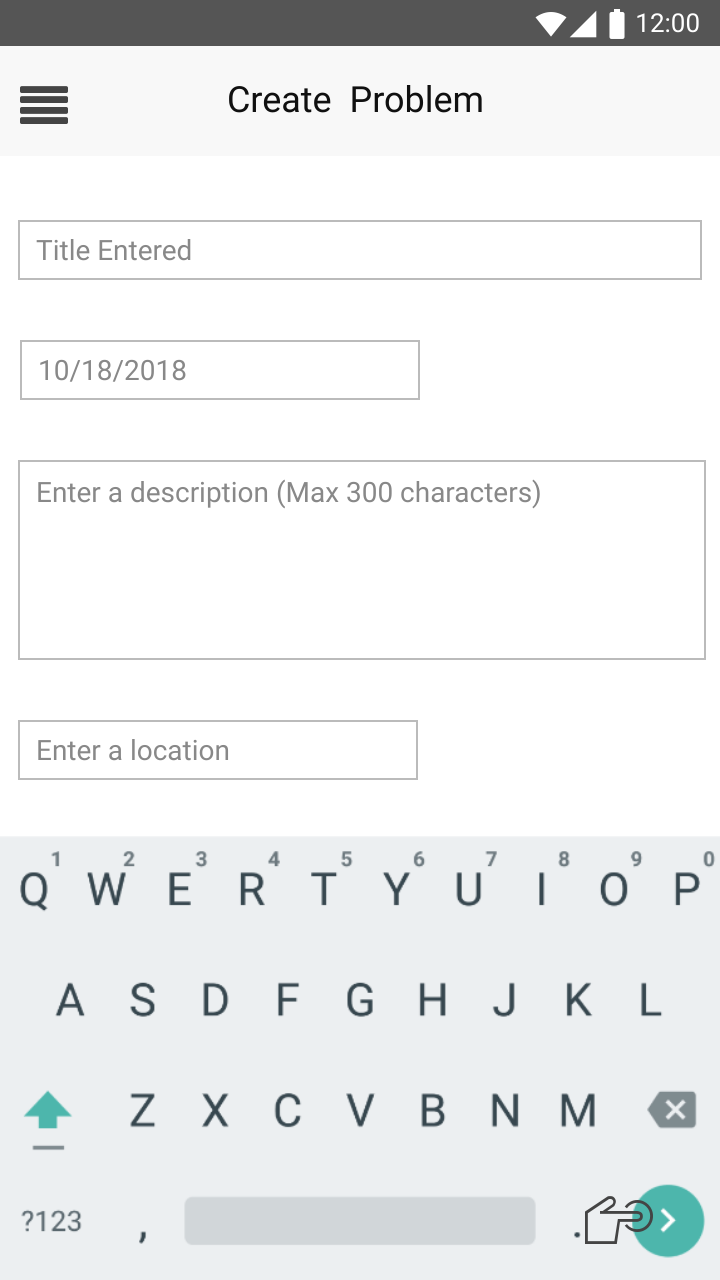 12:00
Create Problem
Title Entered
10/18/2018
Enter a description (Max 300 characters)
Enter a location
1 2 3 4 5 6 7 8 9 0
Q W E R T Y U I O P
A S D F G H J K L
Z X C V B N M
?123 , .